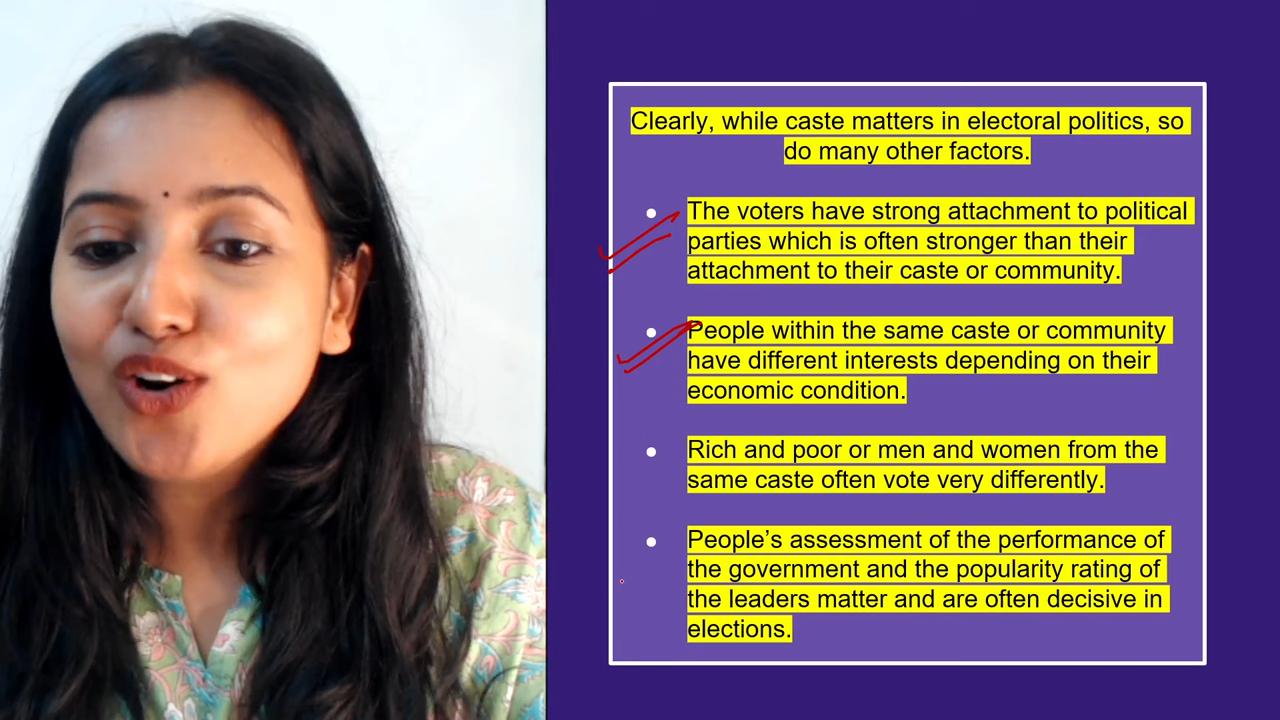 Clearly, while caste matters in electoral politics, so
do many other factors.
● The voters have strong attachment to political
parties which is often stronger than their
attachment to their caste or community.
● People within the same caste or community
have different interests depending on their
economic condition.
● Rich and poor or men and women from the
same caste often vote very differently.
● People’s assessment of the performance of
the government and the popularity rating of
the leaders matter and are often decisive in
elections.